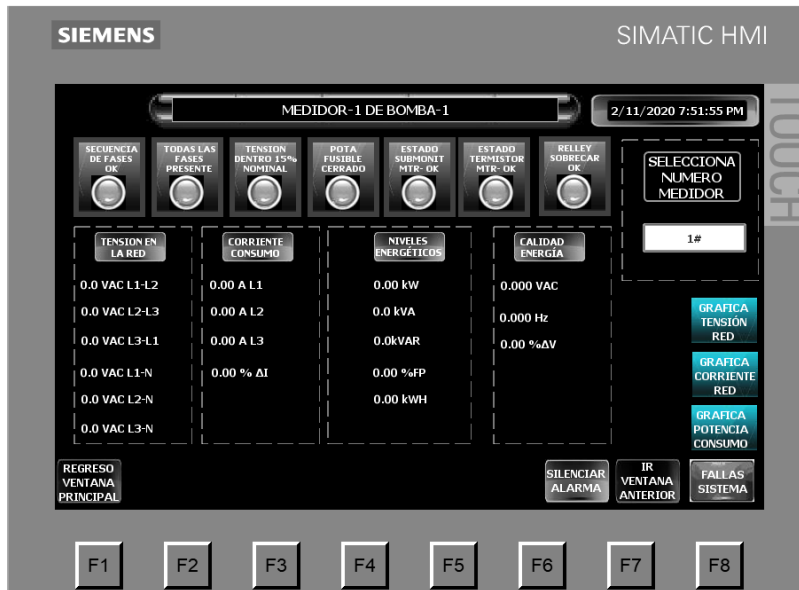 SIEMENS
SIMATIC HMI
TOUCH
MEDIDOR-1 DE BOMBA-1
2/11/2020 7:51:55 PM
SECUENCIA
DE FASES
OK
TODAS LAS
FASES
PRESENTE
TENSION
DENTRO 15%
NOMINAL
POTA
FUSIBLE
CERRADO
ESTADO
SUBMONIT
MTR- OK
ESTADO
TERMISTOR
MTR- OK
RELLEY
SOBRECAR
OK
SELECCIONA
NUMERO
MEDIDOR
1#
TENSION EN
LA RED
0.0 VAC L1-L2
0.0 VAC L2-L3
0.0 VAC L3-L1
0.0 VAC L1-N
0.0 VAC L2-N
0.0 VAC L3-N
CORRIENTE
CONSUMO
0.00 A L1
0.00 A L2
0.00 A L3
0.00 % ΔI
NIVELES
ENERGÉTICOS
0.00 kW
0.0 kVA
0.0kVAR
0.00 %FP
0.00 kWH
CALIDAD
ENERGÍA
0.000 VAC
0.000 Hz
0.00 %ΔV
GRAFICA
TENSIÓN
RED
GRAFICA
CORRIENTE
RED
GRAFICA
POTENCIA
CONSUMO
REGRESO
VENTANA
PRINCIPAL
SILENCIAR
ALARMA
IR
VENTANA
ANTERIOR
FALLAS
SISTEMA
F1
F2
F3
F4
F5
F6
F7
F8